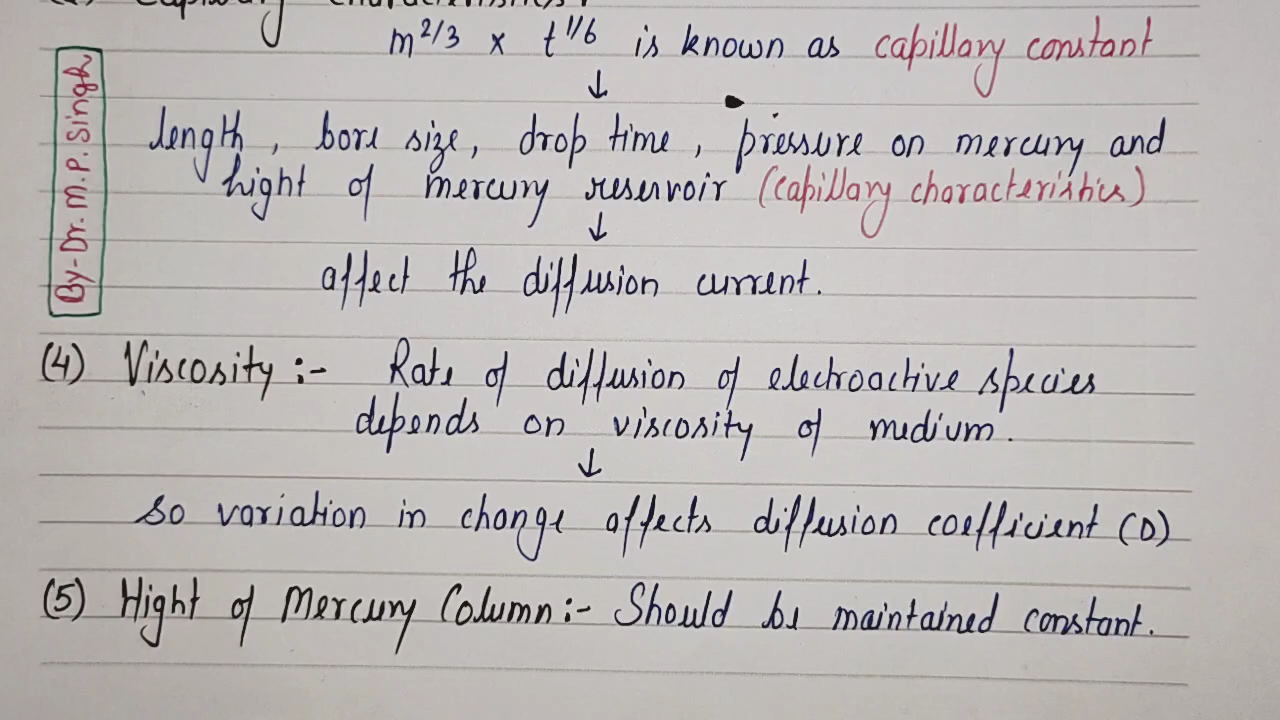 m^2/3 x t^1/6 is known as capillary constant
↓
length, bore size, drop time, pressure on mercury and
hight of mercury reservoir (capillary characteristics)
↓
affect the diffusion current.
(4) Viscosity :- Rate of diffusion of electroactive species
depends on viscosity of medium.
↓
so variation in change affects diffusion coefficient (D)
(5) Hight of Mercury Column :- Should be maintained constant.
By - Dr. M.P. Singh